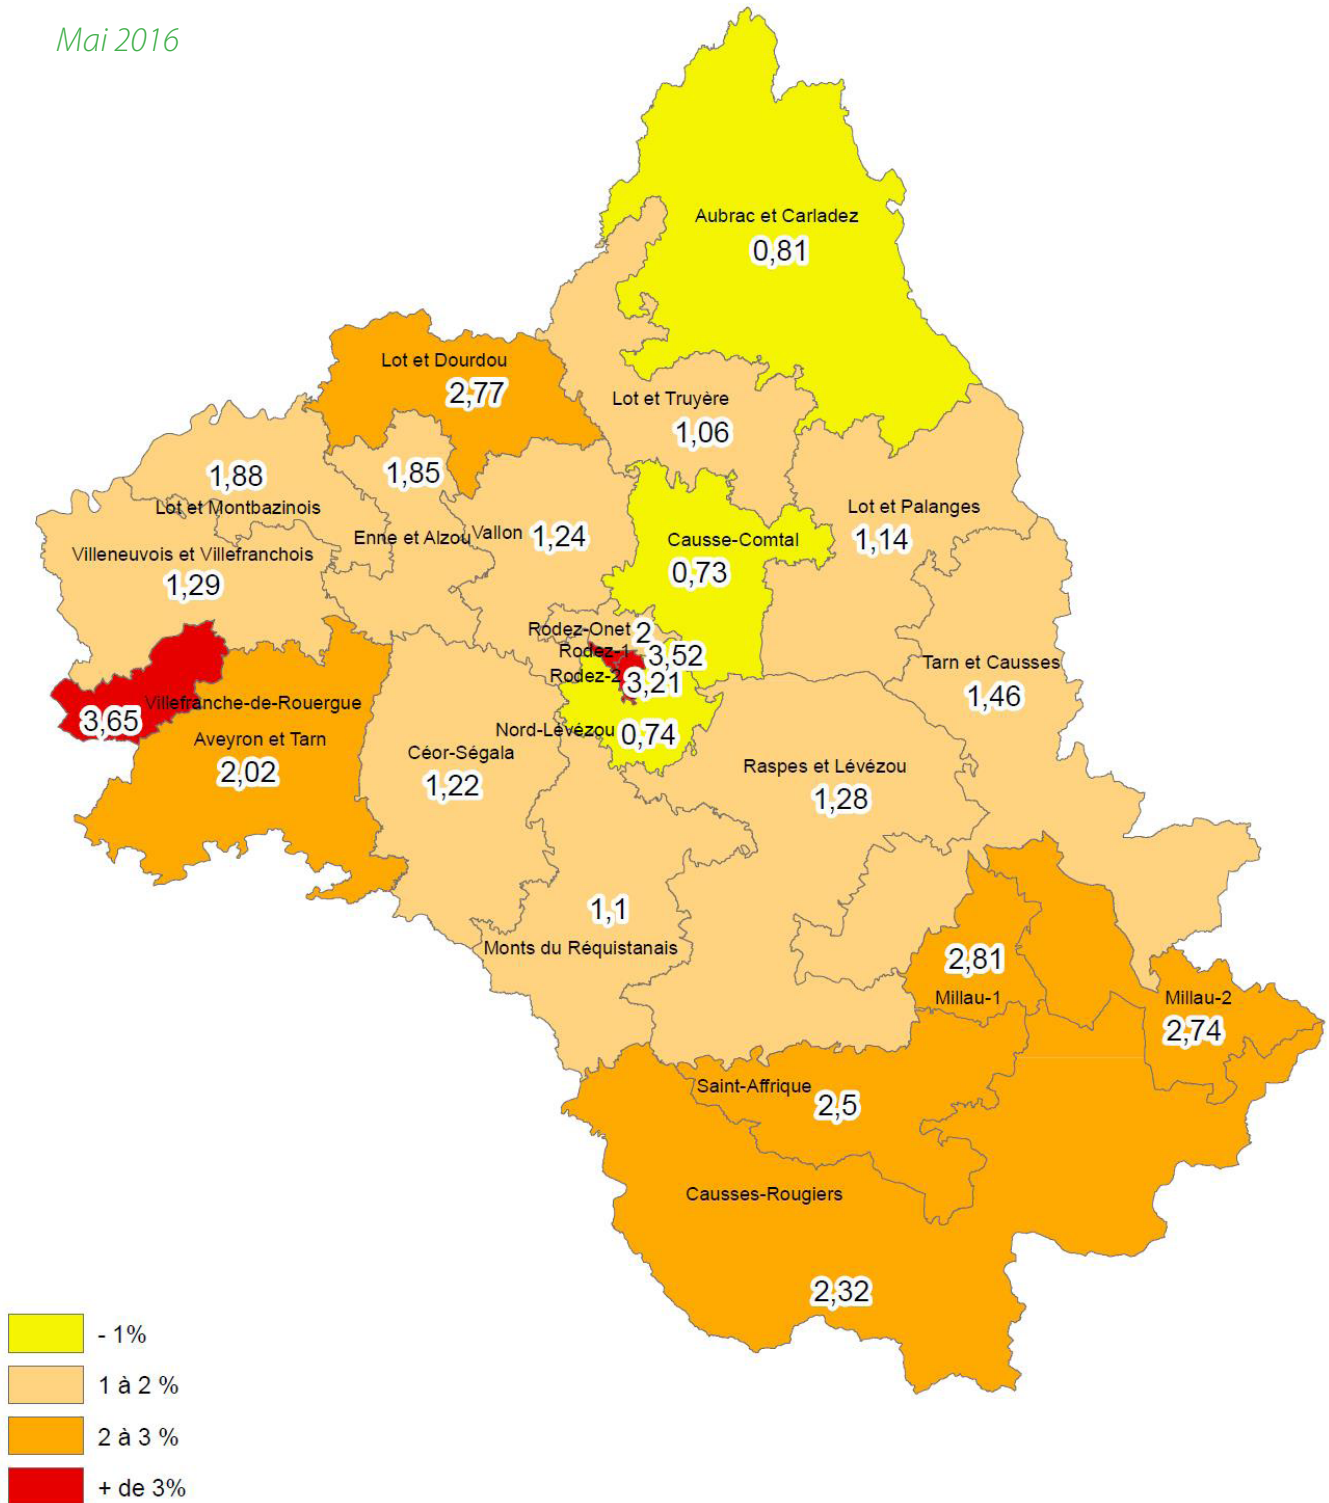 Mai 2016
Aubrac et Carladez
0,81
Lot et Dourdou
2,77
Lot et Truyère
1,06
1,88
Lot et Montbazinois
1,85
Enne et Alzou
Vallon
1,24
Causse-Comtal
0,73
Lot et Palanges
1,14
Villeneuvois et Villefranchois
1,29
Rodez-Onet
2
Rodez-1
3,52
Rodez-2
3,21
Tarn et Causses
1,46
Villefranche-de-Rouergue
3,65
Aveyron et Tarn
2,02
Nord-Lévézou
0,74
Céor-Ségala
1,22
Raspes et Lévézou
1,28
1,1
Monts du Réquistanais
2,81
Millau-1
Millau-2
2,74
Saint-Affrique
2,5
Causses-Rougiers
2,32
- 1%
1 à 2 %
2 à 3 %
+ de 3%